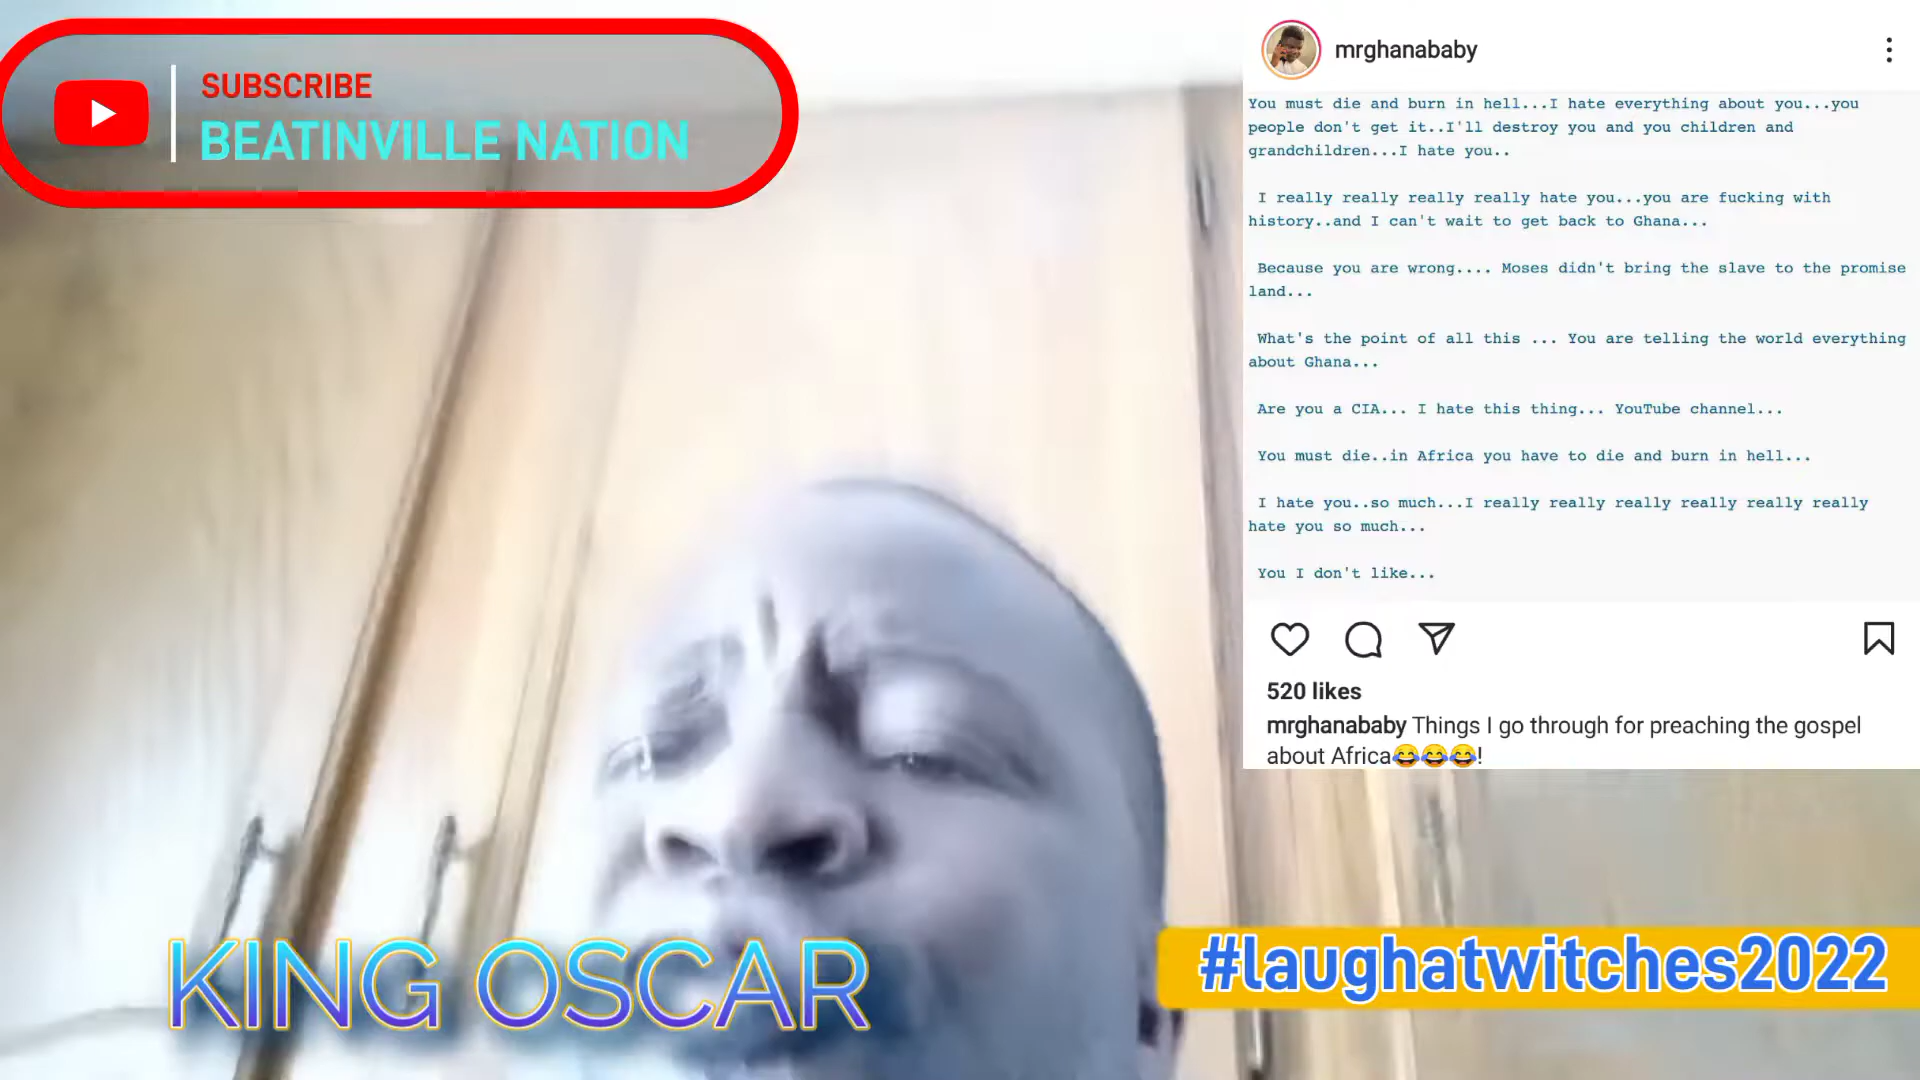 SUBSCRIBE
BEATINVILLE NATION
mrghanababy
You must die and burn in hell...I hate everything about you...you
people don't get it..I'll destroy you and you children and
grandchildren...I hate you..
I really really really really hate you...you are fucking with
history..and I can't wait to get back to Ghana...
Because you are wrong.... Moses didn't bring the slave to the promise
land...
What's the point of all this ... You are telling the world everything
about Ghana...
Are you a CIA... I hate this thing... YouTube channel...
You must die..in Africa you have to die and burn in hell...
I hate you..so much...I really really really really really really
hate you so much...
You I don't like...
520 likes
mrghanababy Things I go through for preaching the gospel
about Africa😂😂😂!
KING OSCAR
#laughatwitches2022